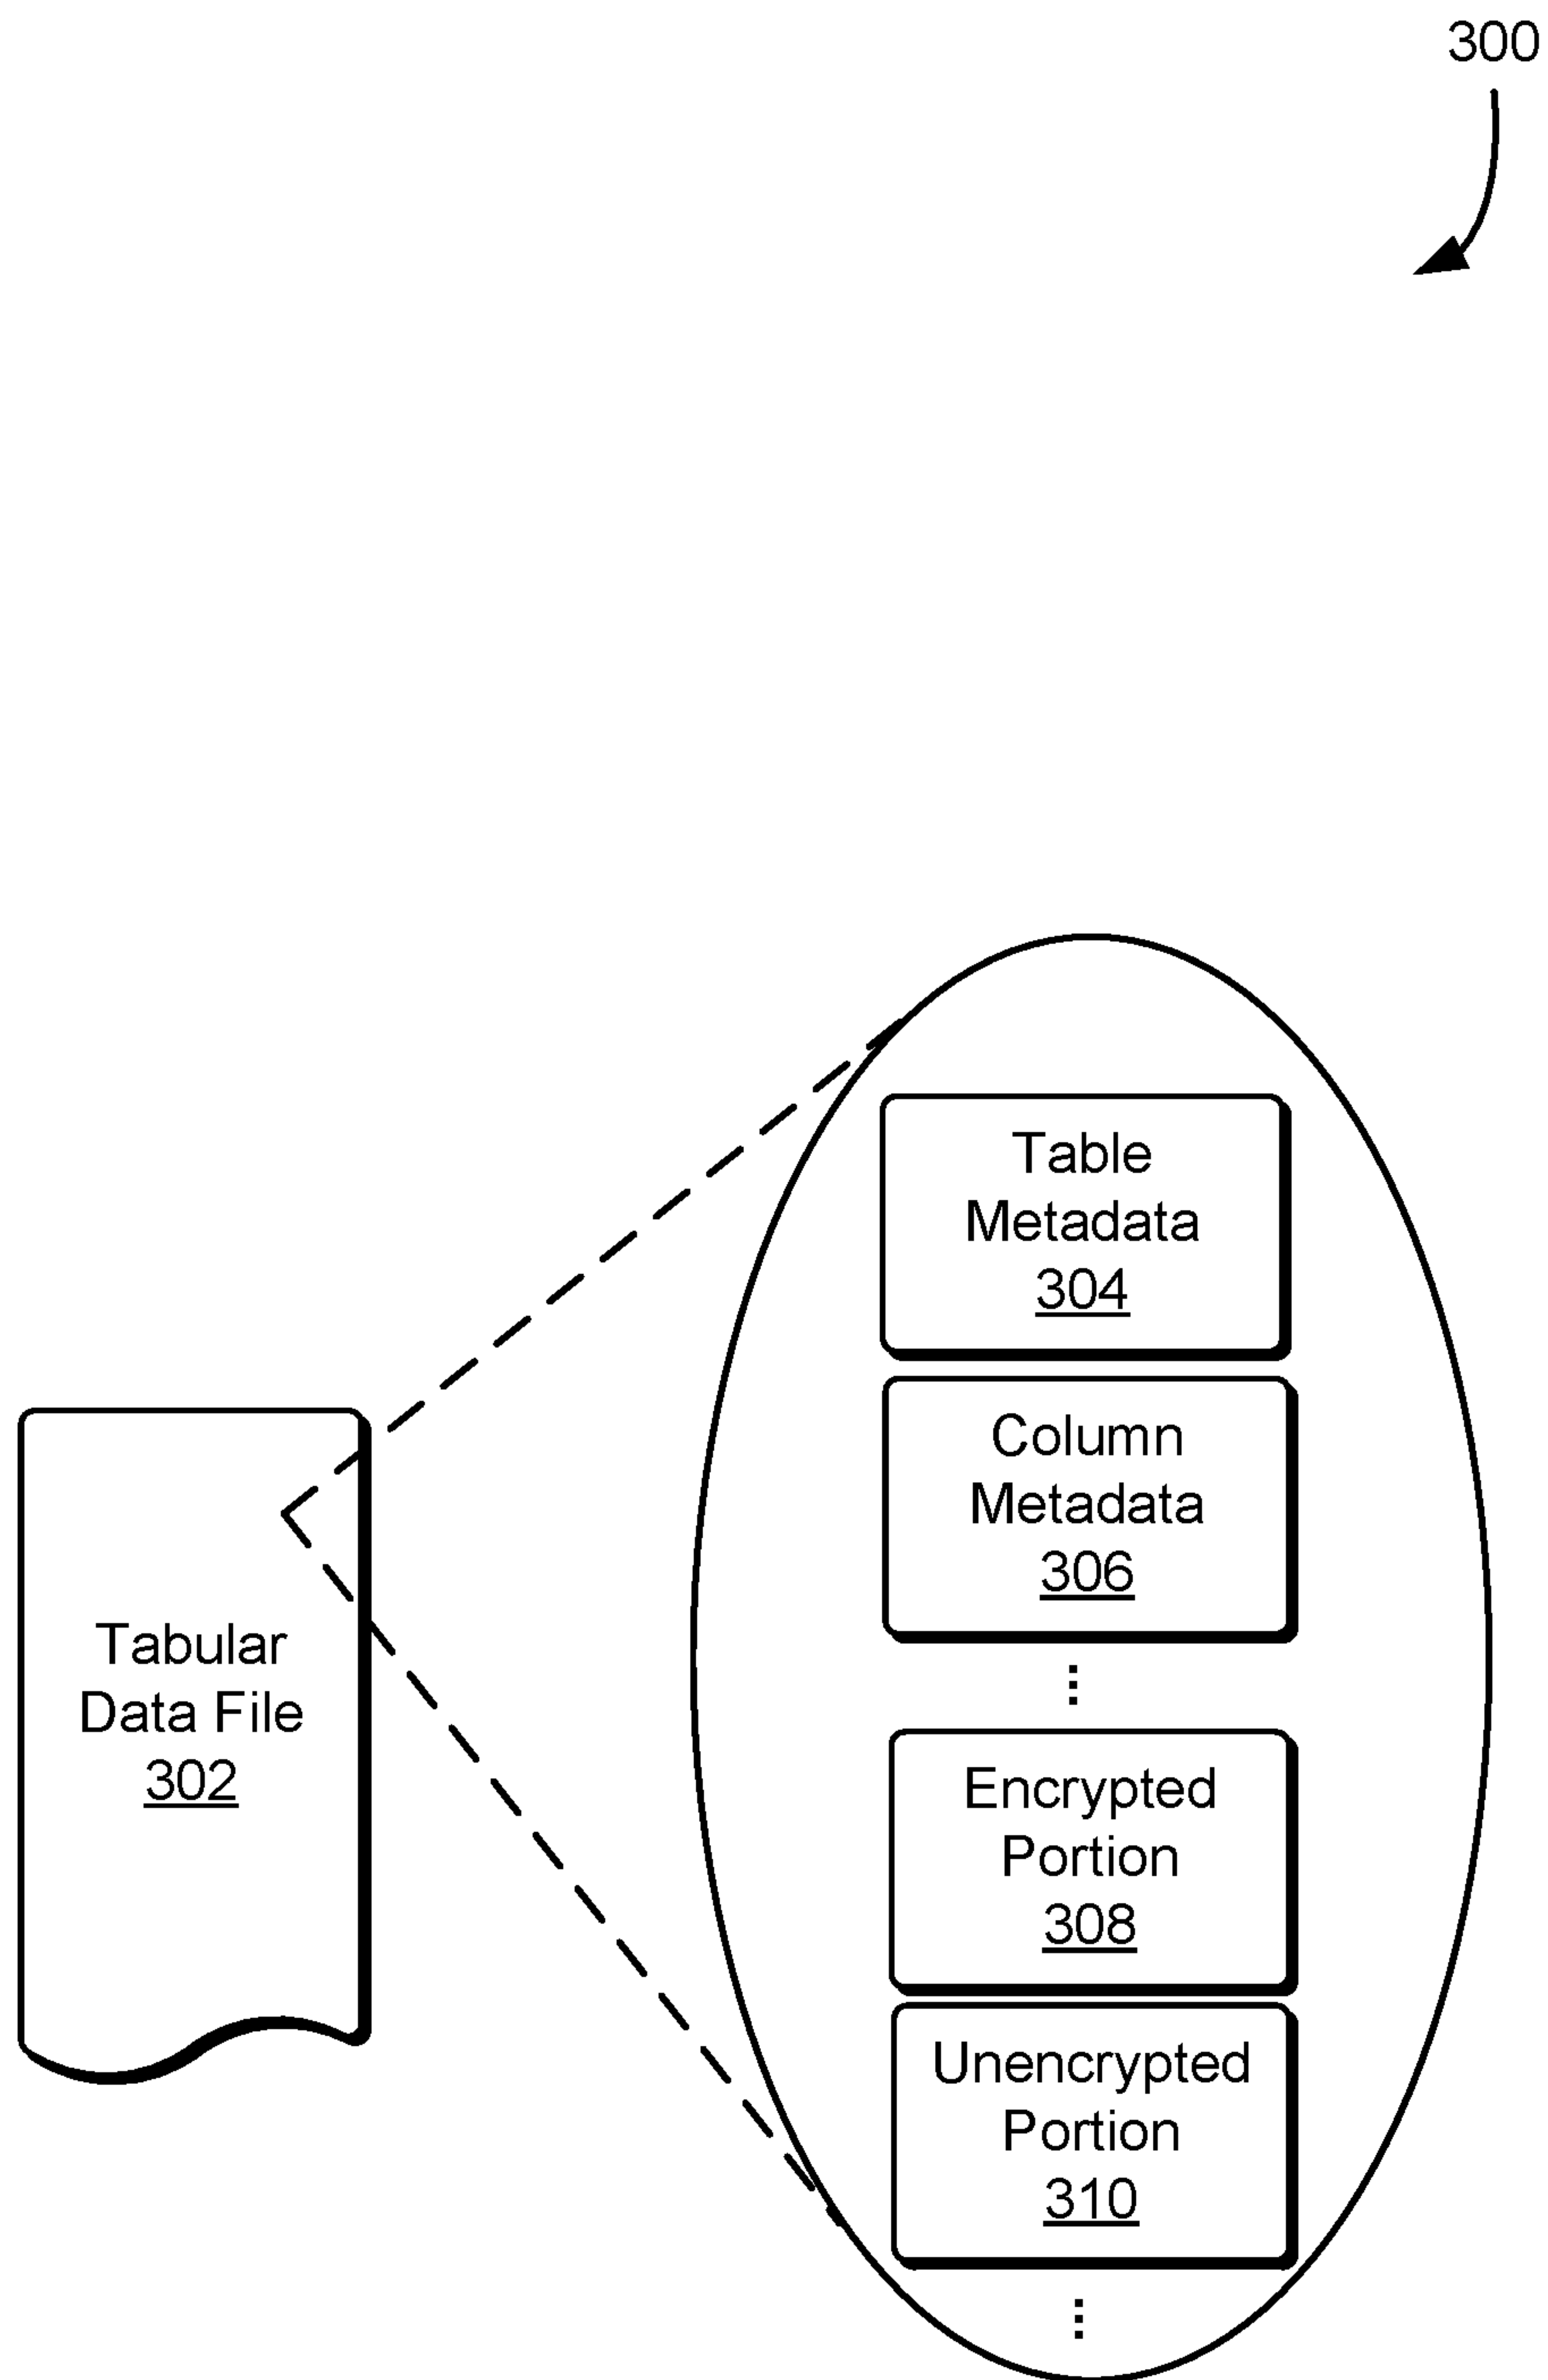 300
Table
Metadata
304
Column
Metadata
306
Tabular
Data File
302
Encrypted
Portion
308
Unencrypted
Portion
310